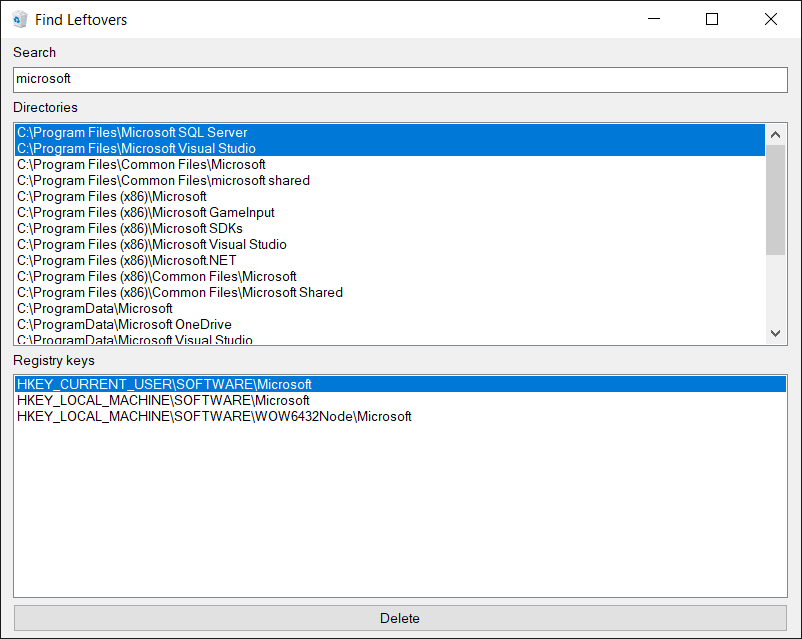 Find Leftovers
Search
microsoft
Directories
C:\Program Files\Microsoft SQL Server
C:\Program Files\Microsoft Visual Studio
C:\Program Files\Common Files\Microsoft
C:\Program Files\Common Files\microsoft shared
C:\Program Files (x86)\Microsoft
C:\Program Files (x86)\Microsoft GameInput
C:\Program Files (x86)\Microsoft SDKs
C:\Program Files (x86)\Microsoft Visual Studio
C:\Program Files (x86)\Microsoft.NET
C:\Program Files (x86)\Common Files\Microsoft
C:\Program Files (x86)\Common Files\Microsoft Shared
C:\ProgramData\Microsoft
C:\ProgramData\Microsoft OneDrive
C:\ProgramData\Microsoft Visual Studio
Registry keys
HKEY_CURRENT_USER\SOFTWARE\Microsoft
HKEY_LOCAL_MACHINE\SOFTWARE\Microsoft
HKEY_LOCAL_MACHINE\SOFTWARE\WOW6432Node\Microsoft
Delete